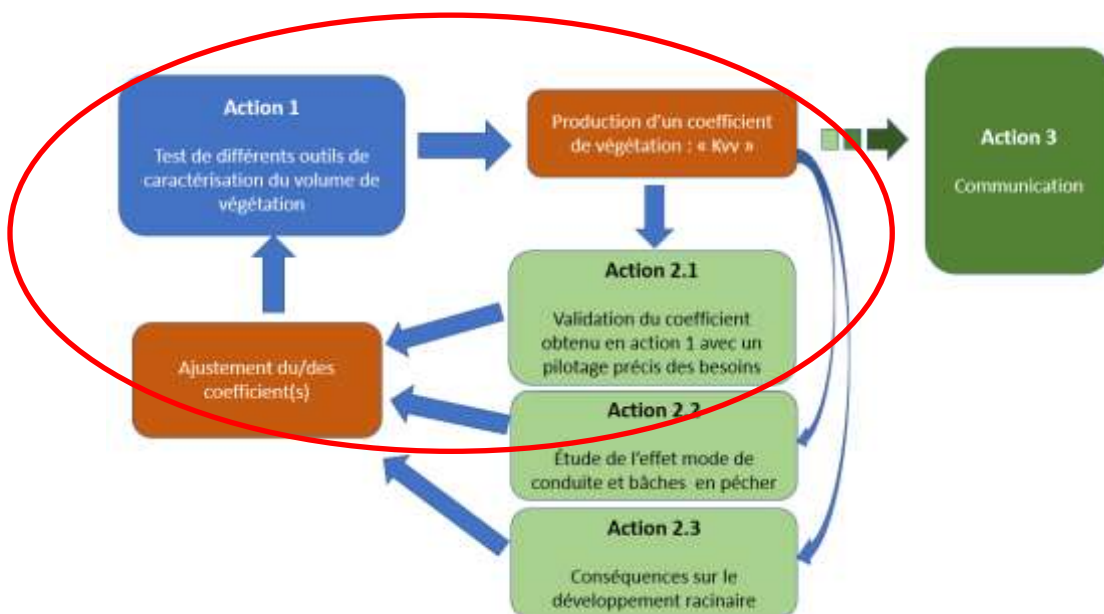 Action 1
Test de différents outils de
caractérisation du volume de
végétation
Production d'un coefficient
de végétation : « Kvv »
Action 3
Communication
Action 2.1
Validation du coefficient
obtenu en action 1 avec un
pilotage précis des besoins
Ajustement du/des
coefficient(s)
Action 2.2
Étude de l'effet mode de
conduite et bâches en pêcher
Action 2.3
Conséquences sur le
développement racinaire